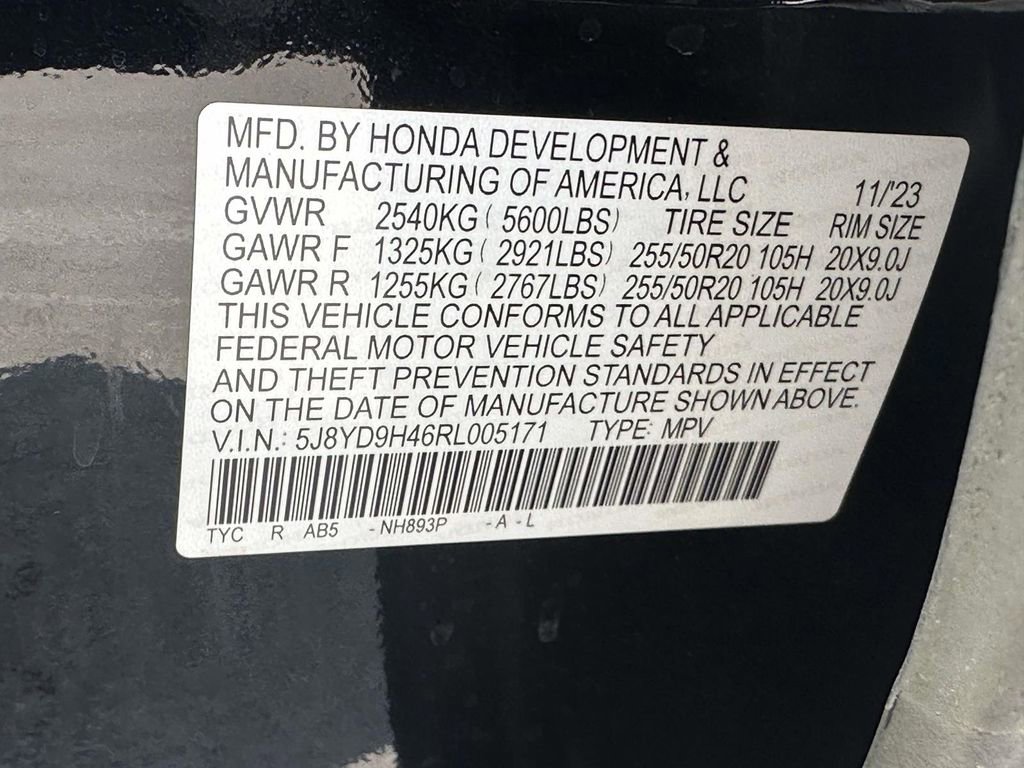 MFD. BY HONDA DEVELOPMENT &
MANUFACTURING OF AMERICA, LLC 11/'23
GVWR 2540KG ( 5600LBS) TIRE SIZE RIM SIZE
GAWR F 1325KG ( 2921LBS) 255/50R20 105H 20X9.0J
GAWR R 1255KG ( 2767LBS) 255/50R20 105H 20X9.0J
THIS VEHICLE CONFORMS TO ALL APPLICABLE
FEDERAL MOTOR VEHICLE SAFETY
AND THEFT PREVENTION STANDARDS IN EFFECT
ON THE DATE OF MANUFACTURE SHOWN ABOVE.
V.I.N.: 5J8YD9H46RL005171 TYPE: MPV
TYC R AB5 -NH893P -A -L